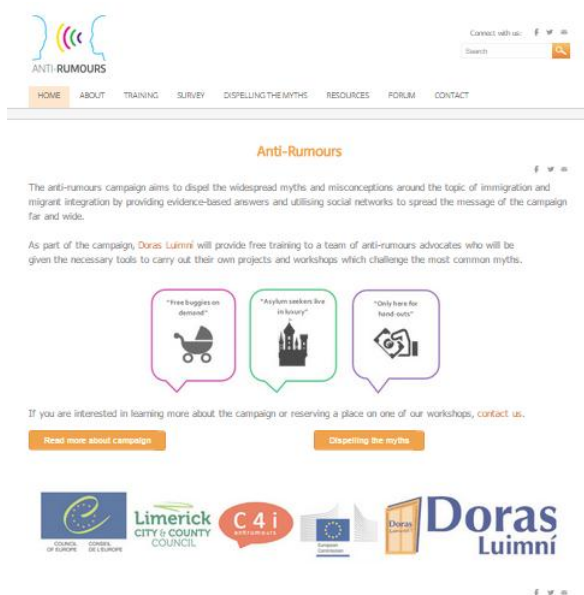 Connect with us:
Search
ANTI-RUMOURS
HOME ABOUT TRAINING SURVEY DISPELLING THE MYTHS RESOURCES FORUM CONTACT
Anti-Rumours
The anti-rumours campaign aims to dispel the widespread myths and misconceptions around the topic of immigration and
migrant integration by providing evidence-based answers and utilising social networks to spread the message of the campaign
far and wide.
As part of the campaign, Doras Luimni will provide free training to a team of anti-rumours advocates who will be
given the necessary tools to carry out their own projects and workshops which challenge the most common myths.
"Free buggies on
demand"
"Asylum seekers live
in luxury"
"Only here for
hand-outs"
If you are interested in learning more about the campaign or reserving a place on one of our workshops, contact us.
Read more about campaign
Dispelling the myths
COUNCIL OF EUROPE
CONSEIL DE L'EUROPE
Limerick
CITY & COUNTY
COUNCIL
C4i
antirumours
European
Commission
Doras
Doras
Luimní